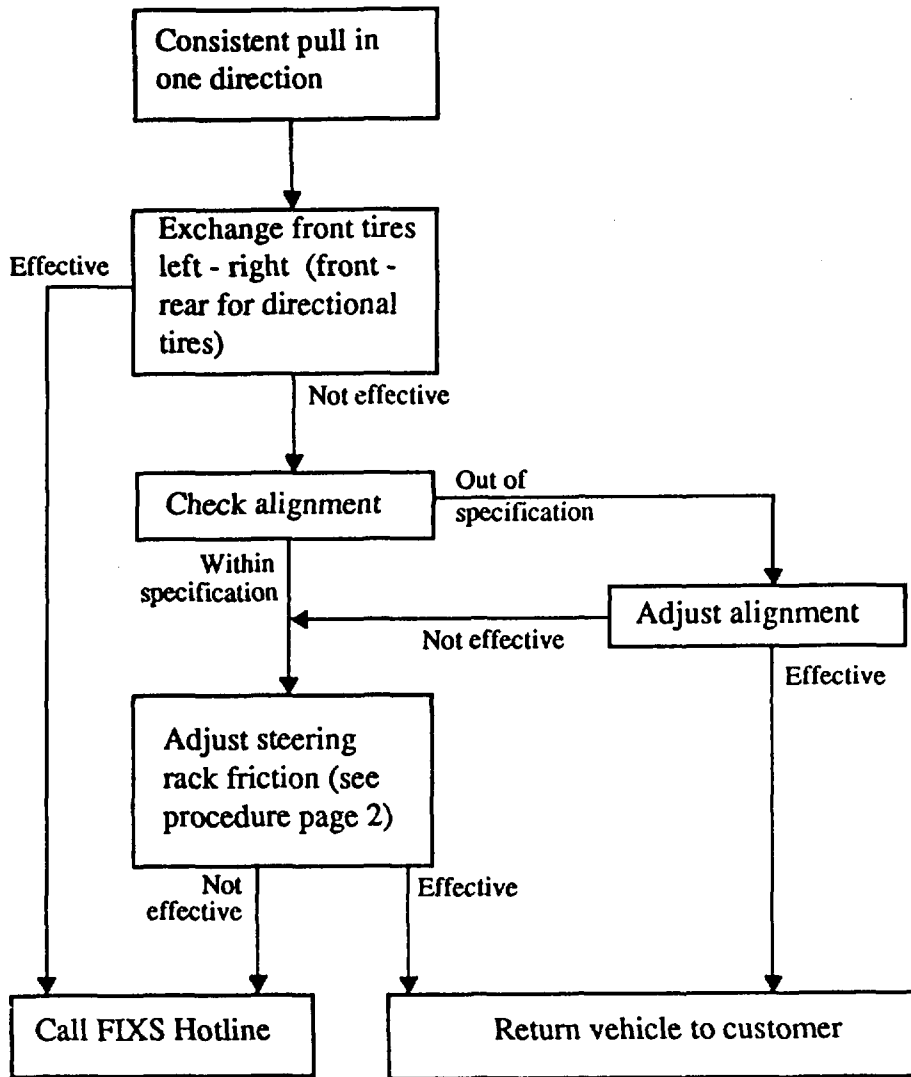 Consistent pull in
one direction
Exchange front tires
left - right (front -
rear for directional
tires)
Effective
Not effective
Check alignment
Out of
specification
Within
specification
Adjust alignment
Not effective
Effective
Adjust steering
rack friction (see
procedure page 2)
Not
effective
Effective
Call FIXS Hotline
Return vehicle to customer